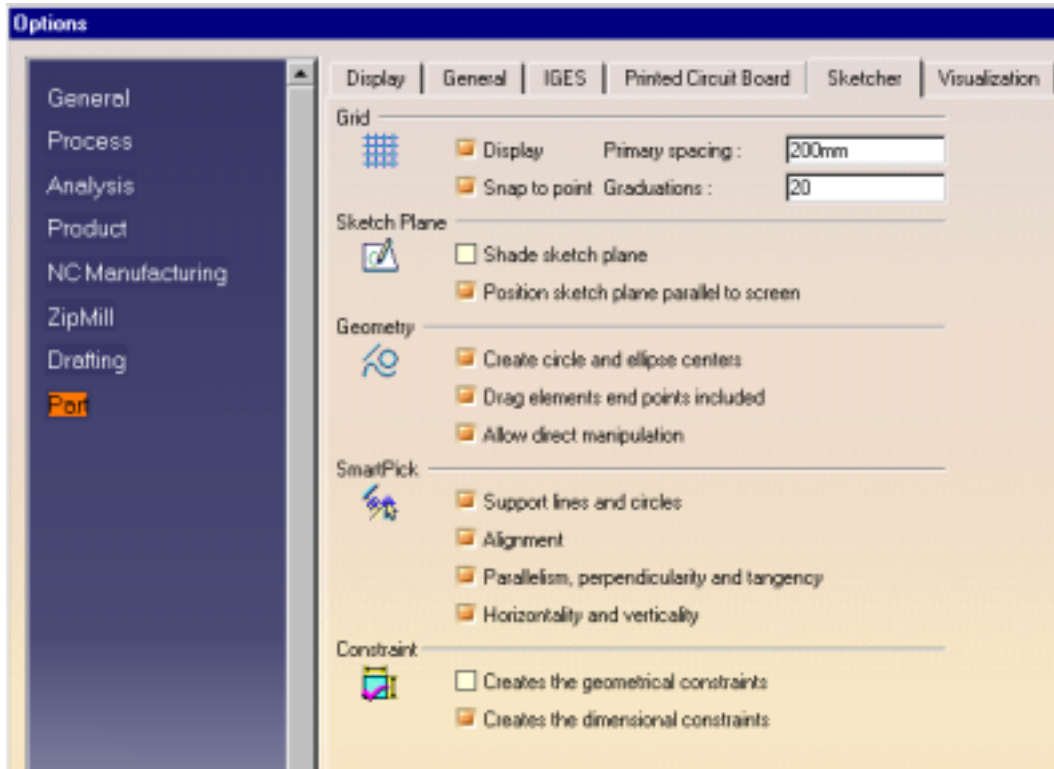 Options
General
Process
Analysis
Product
NC Manufacturing
ZipMill
Drafting
Part
Display General IGES Printed Circuit Board Sketcher Visualization
Grid
Display Primary spacing : 200mm
Snap to point Graduations : 20
Sketch Plane
Shade sketch plane
Position sketch plane parallel to screen
Geometry
Create circle and ellipse centers
Drag elements end points included
Allow direct manipulation
SmartPick
Support lines and circles
Alignment
Parallelism, perpendicularity and tangency
Horizontality and verticality
Constraint
Creates the geometrical constraints
Creates the dimensional constraints